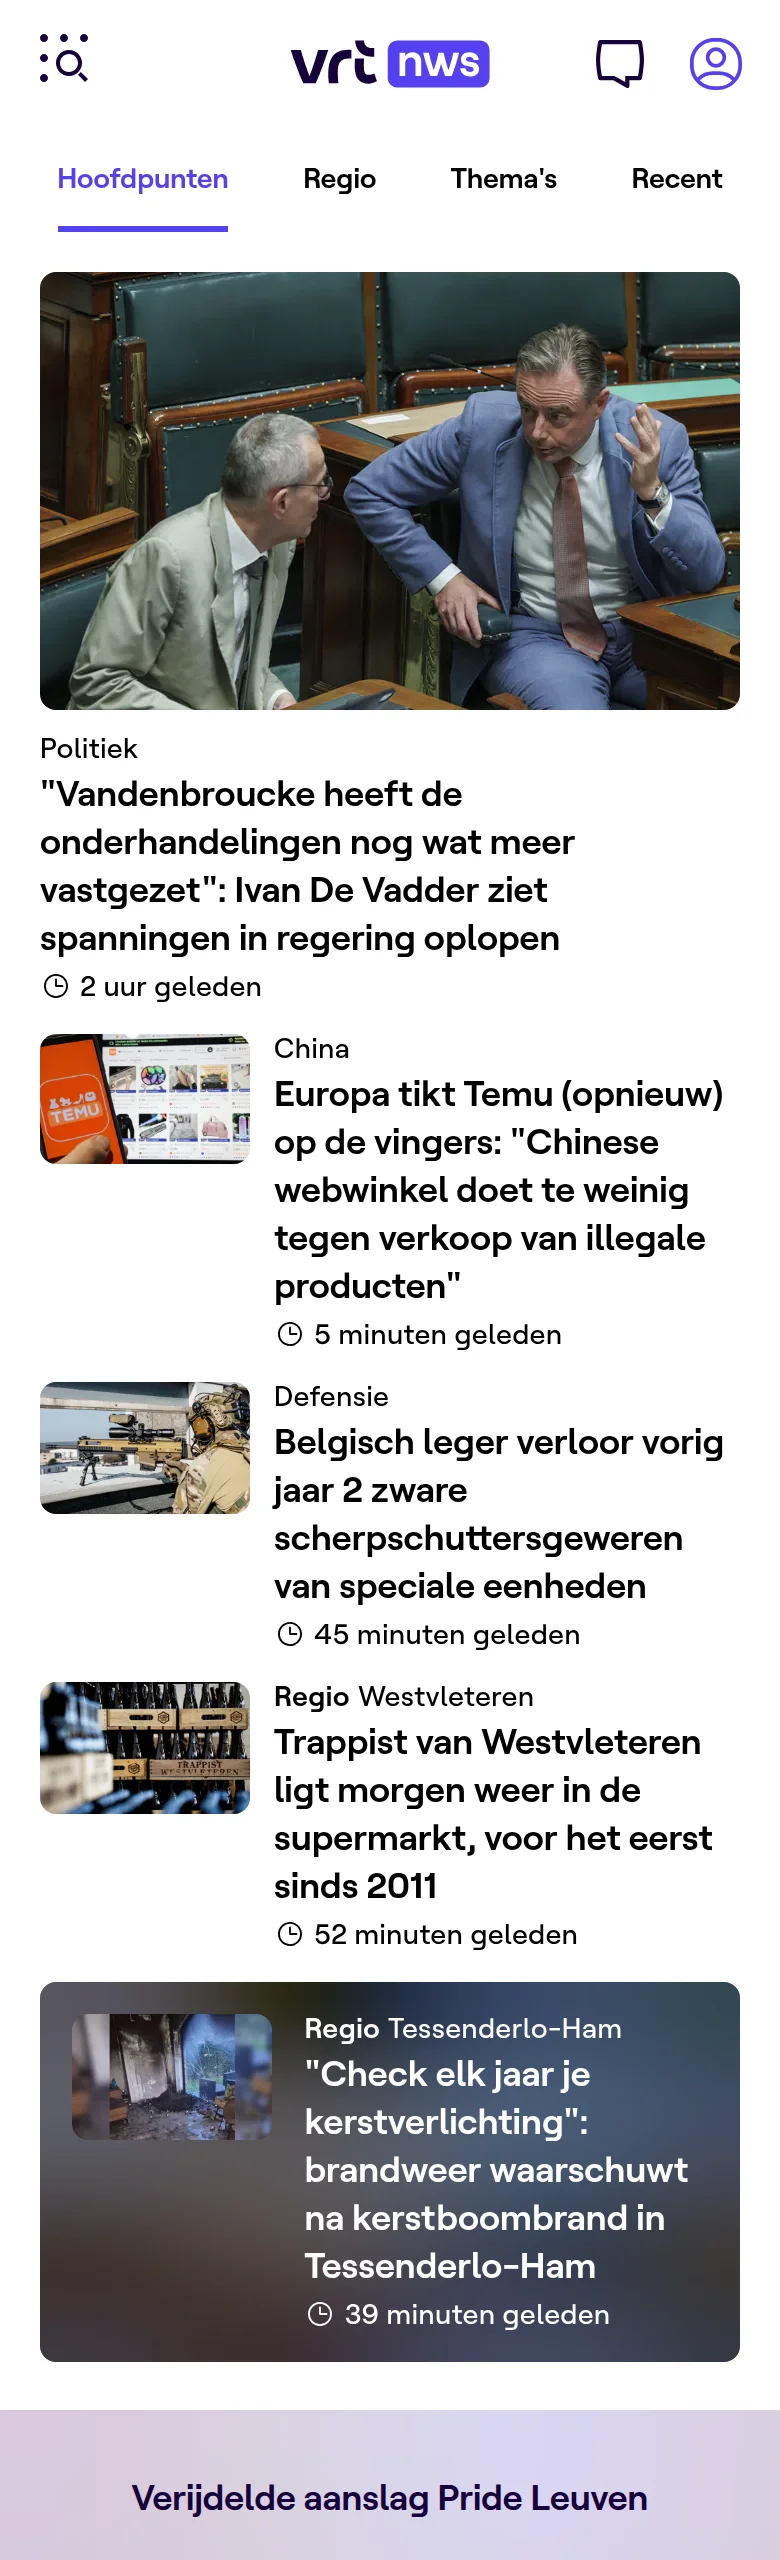 vrt nws
Hoofdpunten Regio Thema's Recent
Politiek
"Vandenbroucke heeft de
onderhandelingen nog wat meer
vastgezet": Ivan De Vadder ziet
spanningen in regering oplopen
2 uur geleden
TEMU
China
Europa tikt Temu (opnieuw)
op de vingers: "Chinese
webwinkel doet te weinig
tegen verkoop van illegale
producten"
5 minuten geleden
Defensie
Belgisch leger verloor vorig
jaar 2 zware
scherpschuttersgeweren
van speciale eenheden
45 minuten geleden
TRAPPIST
WESTVLETEREN
Regio Westvleteren
Trappist van Westvleteren
ligt morgen weer in de
supermarkt, voor het eerst
sinds 2011
52 minuten geleden
Regio Tessenderlo-Ham
"Check elk jaar je
kerstverlichting":
brandweer waarschuwt
na kerstboombrand in
Tessenderlo-Ham
39 minuten geleden
Verijdelde aanslag Pride Leuven